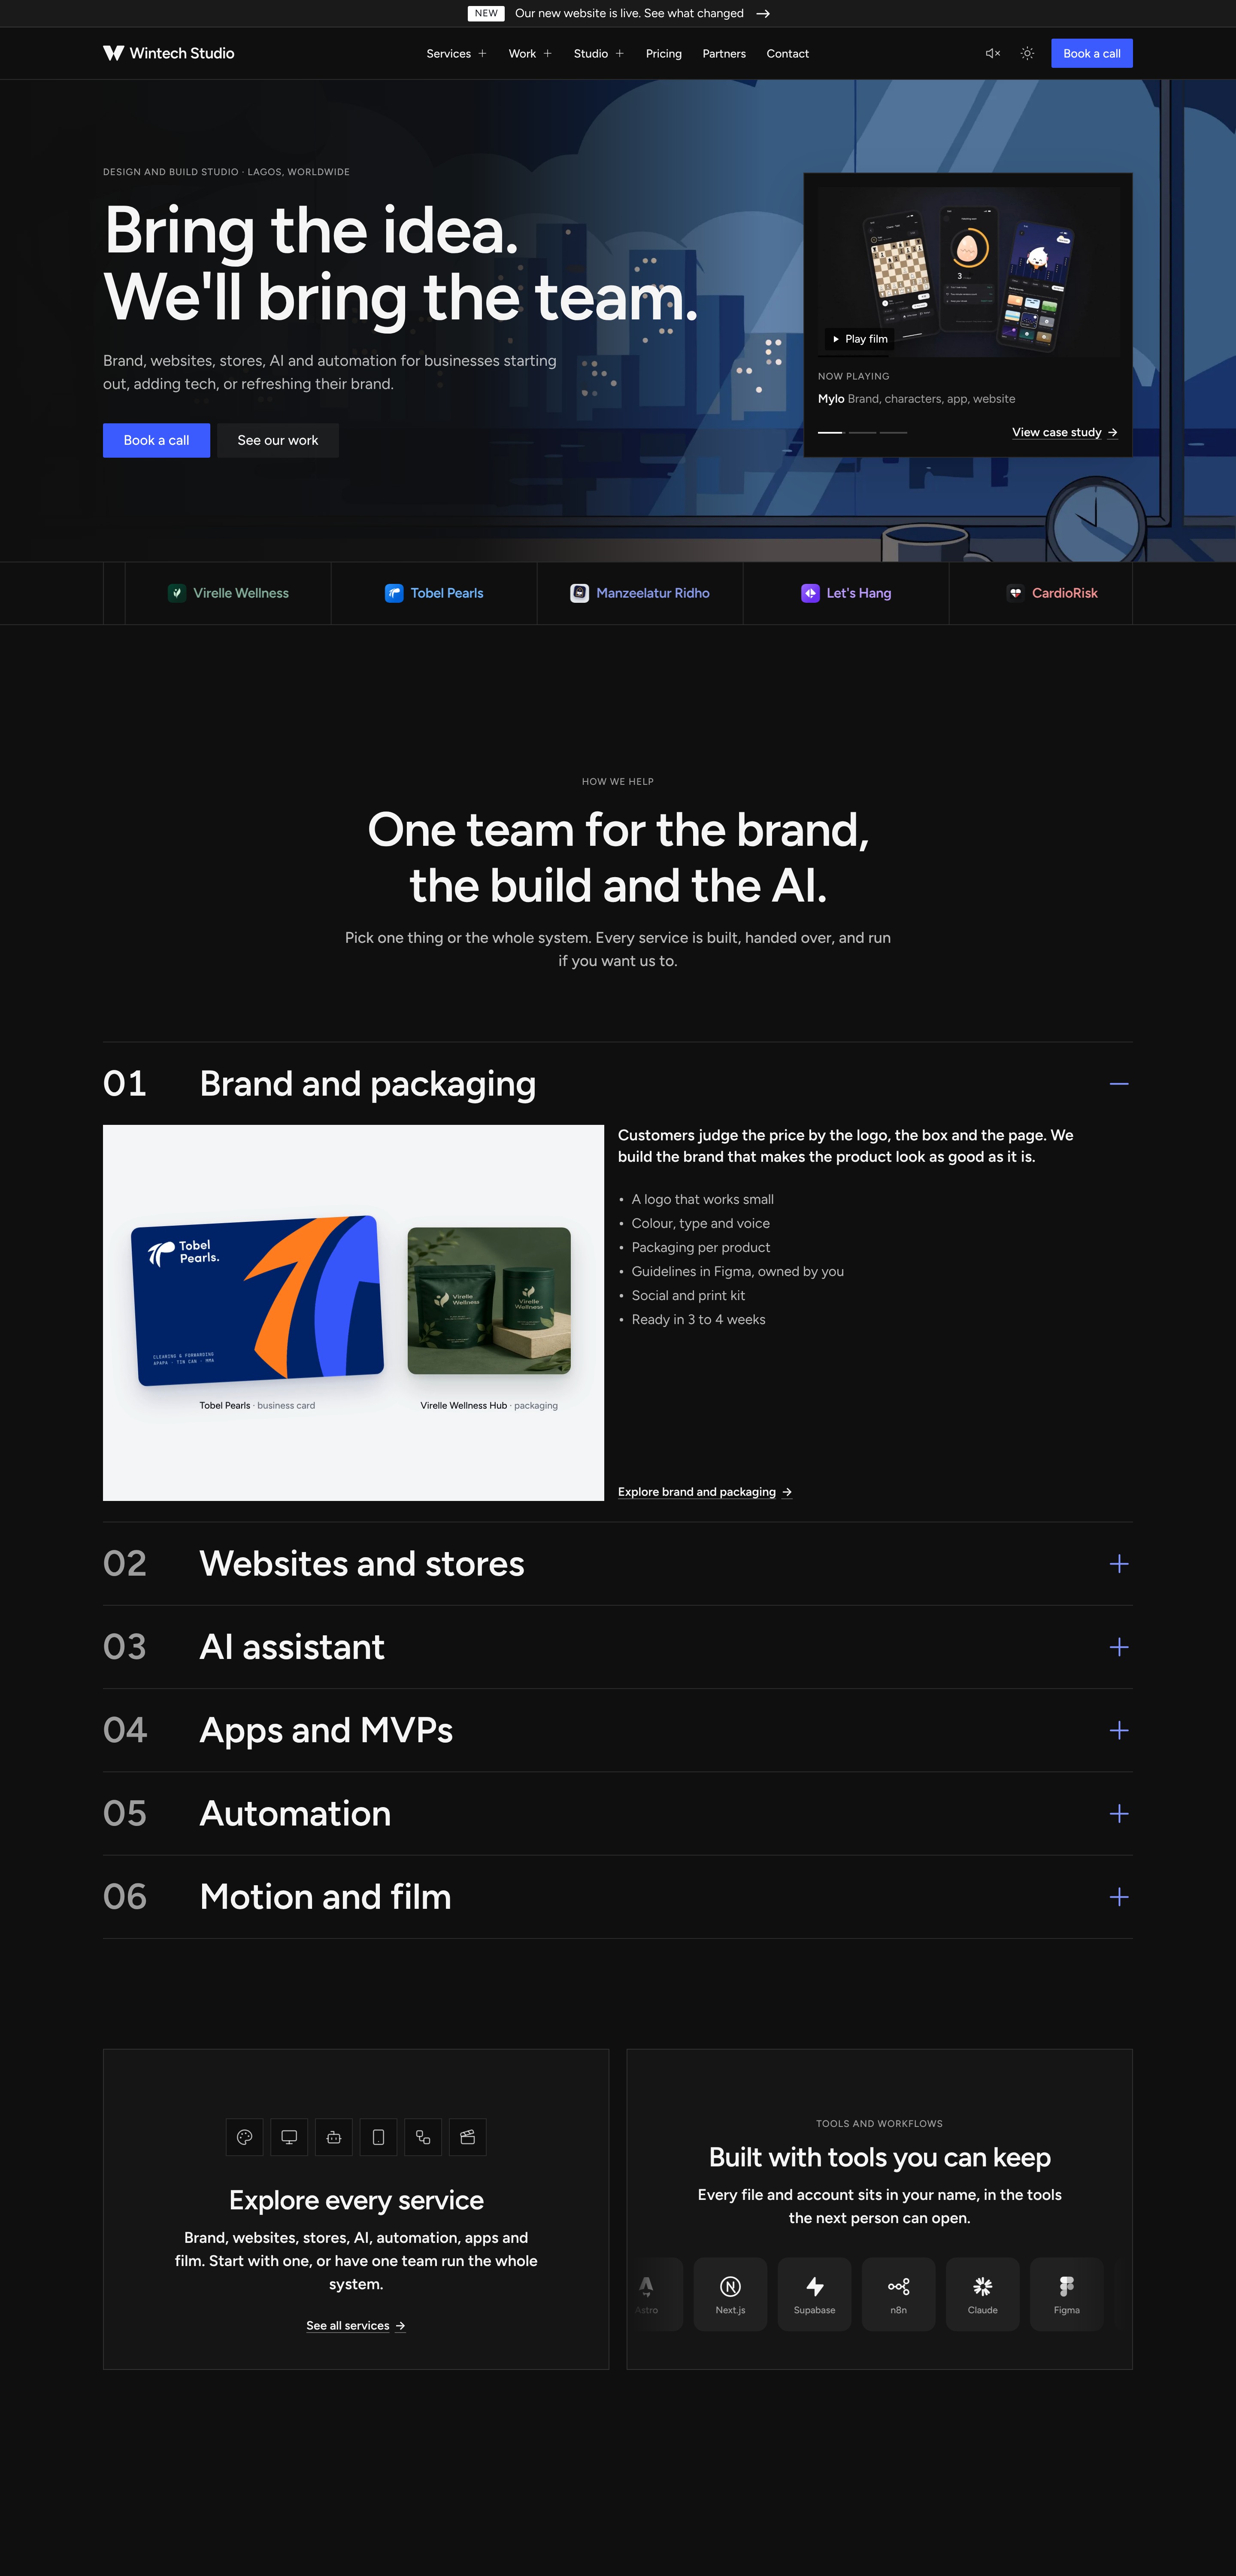 NEW Our new website is live. See what changed →
Wintech Studio
Services + Work + Studio + Pricing Partners Contact
Book a call
DESIGN AND BUILD STUDIO · LAGOS, WORLDWIDE
Bring the idea.
We'll bring the team.
Brand, websites, stores, AI and automation for businesses starting
out, adding tech, or refreshing their brand.
Book a call
See our work
3
Play film
NOW PLAYING
Mylo Brand, characters, app, website
View case study →
Virelle Wellness
Tobel Pearls
Manzeelatur Ridho
Let's Hang
CardioRisk
HOW WE HELP
One team for the brand,
the build and the AI.
Pick one thing or the whole system. Every service is built, handed over, and run
if you want us to.
01 Brand and packaging
Tobel
Pearls.
CLEARING & FORWARDING
APAPA · TIN CAN · MMA
Virelle
Wellness
Virelle
Wellness
Tobel Pearls · business card
Virelle Wellness Hub · packaging
Customers judge the price by the logo, the box and the page. We
build the brand that makes the product look as good as it is.
• A logo that works small
• Colour, type and voice
• Packaging per product
• Guidelines in Figma, owned by you
• Social and print kit
• Ready in 3 to 4 weeks
Explore brand and packaging →
02 Websites and stores
03 AI assistant
04 Apps and MVPs
05 Automation
06 Motion and film
Explore every service
Brand, websites, stores, AI, automation, apps and
film. Start with one, or have one team run the whole
system.
See all services →
TOOLS AND WORKFLOWS
Built with tools you can keep
Every file and account sits in your name, in the tools
the next person can open.
Astro
Next.js
Supabase
n8n
Claude
Figma